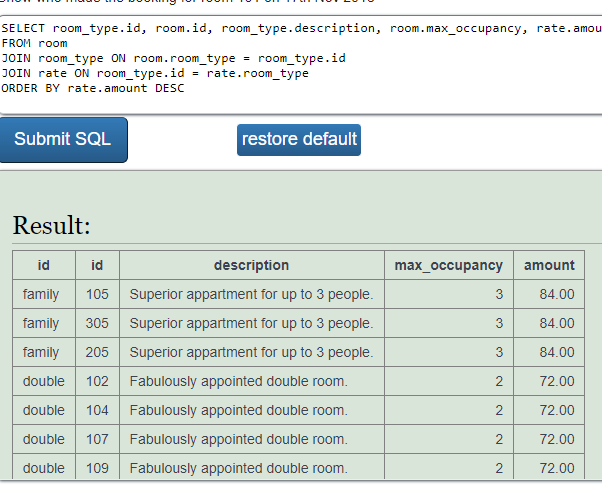 SELECT room_type.id, room.id, room_type.description, room.max_occupancy, rate.amou
FROM room
JOIN room_type ON room.room_type = room_type.id
JOIN rate ON room_type.id = rate.room_type
ORDER BY rate.amount DESC
Submit SQL restore default
Result:
id id description max_occupancy amount
family 105 Superior appartment for up to 3 people. 3 84.00
family 305 Superior appartment for up to 3 people. 3 84.00
family 205 Superior appartment for up to 3 people. 3 84.00
double 102 Fabulously appointed double room. 2 72.00
double 104 Fabulously appointed double room. 2 72.00
double 107 Fabulously appointed double room. 2 72.00
double 109 Fabulously appointed double room. 2 72.00